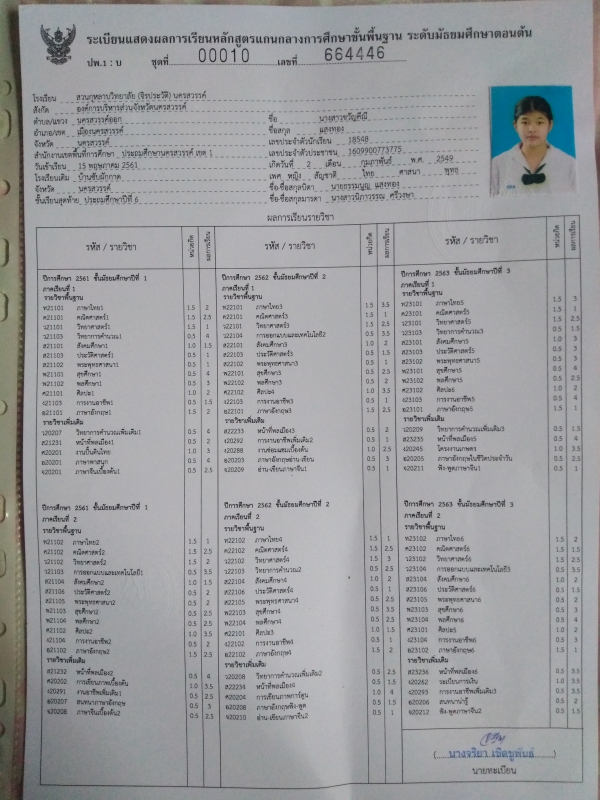 ระเบียนแสดงผลการเรียนหลักสูตรแกนกลางการศึกษาขั้นพื้นฐาน ระดับมัธยมศึกษาตอนต้น
ปพ.1 : บ ชุดที่ 00010 เลขที่ 664446
โรงเรียน สวนกุหลาบวิทยาลัย (จิรประวัติ) นครสวรรค์
สังกัด องค์การบริหารส่วนจังหวัดนครสวรรค์
ตำบล/แขวง นครสวรรค์ออก
อำเภอ/เขต เมืองนครสวรรค์
จังหวัด นครสวรรค์
สำนักงานเขตพื้นที่การศึกษา ประถมศึกษานครสวรรค์ เขต 1
วันเข้าเรียน 15 พฤษภาคม 2561
โรงเรียนเดิม บ้านซับผักกาด
จังหวัด นครสวรรค์
ชั้นเรียนสุดท้าย ประถมศึกษาปีที่ 6
ชื่อ นางสาวขวัญคีณี
ชื่อสกุล แสงทอง
เลขประจำตัวนักเรียน 18548
เลขประจำตัวประชาชน 1609900773775
เกิดวันที่ 2 เดือน กุมภาพันธ์ พ.ศ. 2549
เพศ หญิง สัญชาติ ไทย ศาสนา พุทธ
ชื่อ-ชื่อสกุลบิดา นายธรรมนูญ แสงทอง
ชื่อ-ชื่อสกุลมารดา นางสาวนิภาวรรณ ศรีวงษา
ผลการเรียนรายวิชา
รหัส / รายวิชา หน่วยกิต ผลการเรียน
ปีการศึกษา 2561 ชั้นมัธยมศึกษาปีที่ 1
ภาคเรียนที่ 1
รายวิชาพื้นฐาน
ท21101 ภาษาไทย1 1.5 2
ค21101 คณิตศาสตร์1 1.5 2.5
ว21101 วิทยาศาสตร์1 1.5 1
ว21103 วิทยาการคำนวณ1 0.5 4
ส21101 สังคมศึกษา1 1.0 1.5
ส21103 ประวัติศาสตร์1 0.5 1
ส21102 พระพุทธศาสนา1 0.5 1
พ21101 สุขศึกษา1 0.5 4
พ21102 พลศึกษา1 0.5 3
ศ21101 ศิลปะ1 1.0 2
ง21103 การงานอาชีพ1 0.5 1.5
อ21101 ภาษาอังกฤษ1 1.5 2
รายวิชาเพิ่มเติม
ว20207 วิทยาการคำนวณเพิ่มเติม1 0.5 4
ส21231 หน้าที่พลเมือง1 0.5 4
ศ20201 งานปั้นดินไทย 1.0 3
อ20201 ภาษาพาสนุก 0.5 4
จ20207 ภาษาจีนเบื้องต้น1 0.5 2.5
รหัส / รายวิชา หน่วยกิต ผลการเรียน
ปีการศึกษา 2562 ชั้นมัธยมศึกษาปีที่ 2
ภาคเรียนที่ 1
รายวิชาพื้นฐาน
ท22101 ภาษาไทย3 1.5 3.5
ค22101 คณิตศาสตร์3 1.5 1
ว22101 วิทยาศาสตร์3 1.5 2.5
ว22104 การออกแบบและเทคโนโลยี2 0.5 3
ส22101 สังคมศึกษา3 1.0 2
ส22103 ประวัติศาสตร์3 0.5 1.5
ส22102 พระพุทธศาสนา3 0.5 1
พ22101 สุขศึกษา3 0.5 2.5
พ22102 พลศึกษา3 0.5 2
ศ22102 ศิลปะ4 1.0 3.5
ง22103 การงานอาชีพ3 0.5 1
อ22101 ภาษาอังกฤษ3 1.5 2.5
รายวิชาเพิ่มเติม
ส22233 หน้าที่พลเมือง3 0.5 2
ง20292 การงานอาชีพเพิ่มเติม2 0.5 1
ง20288 งานซ่อมแซมเบื้องต้น 1.0 3.5
อ20203 ภาษาอังกฤษอ่าน-เขียน 0.5 3
จ20209 อ่าน-เขียนภาษาจีน1 0.5 2.5
รหัส / รายวิชา หน่วยกิต ผลการเรียน
ปีการศึกษา 2563 ชั้นมัธยมศึกษาปีที่ 3
ภาคเรียนที่ 1
รายวิชาพื้นฐาน
ท23101 ภาษาไทย5 1.5 3
ค23101 คณิตศาสตร์5 1.5 1
ว23101 วิทยาศาสตร์5 1.5 2.5
ว23103 วิทยาการคำนวณ3 0.5 1.5
ส23101 สังคมศึกษา5 1.0 3
ส23103 ประวัติศาสตร์5 0.5 3
ส23102 พระพุทธศาสนา5 0.5 3
พ23101 สุขศึกษา5 0.5 4
พ23102 พลศึกษา5 0.5 2.5
ศ23102 ศิลปะ6 1.0 2
ง23103 การงานอาชีพ5 0.5 4
อ23101 ภาษาอังกฤษ5 1.5 1
รายวิชาเพิ่มเติม
ว20209 วิทยาการคำนวณเพิ่มเติม3 0.5 1.5
ส23235 หน้าที่พลเมือง5 0.5 4
ง20245 โครงงานเกษตร 1.0 3.5
อ20205 ภาษาอังกฤษในชีวิตประจำวัน 0.5 2.5
จ20211 ฟัง-พูดภาษาจีน1 0.5 1
ปีการศึกษา 2561 ชั้นมัธยมศึกษาปีที่ 1
ภาคเรียนที่ 2
รายวิชาพื้นฐาน
ท21102 ภาษาไทย2 1.5 1
ค21102 คณิตศาสตร์2 1.5 2.5
ว21102 วิทยาศาสตร์2 1.5 2
ว21103 การออกแบบและเทคโนโลยี1 0.5 3.5
ส21104 สังคมศึกษา2 1.0 1.5
ส21106 ประวัติศาสตร์2 0.5 2
ส21105 พระพุทธศาสนา2 0.5 2
พ21103 สุขศึกษา2 0.5 2.5
พ21104 พลศึกษา2 0.5 3
ศ21102 ศิลปะ2 1.0 3.5
ง21104 การงานอาชีพ2 0.5 2
อ21102 ภาษาอังกฤษ2 1.5 2.5
รายวิชาเพิ่มเติม
ส21232 หน้าที่พลเมือง2 0.5 4
ศ20202 การเขียนภาพเบื้องต้น 1.0 3.5
ง20291 งานอาชีพเพิ่มเติม1 0.5 2.5
อ20207 สนทนาภาษาอังกฤษ 0.5 3
จ20208 ภาษาจีนเบื้องต้น2 0.5 2.5
ปีการศึกษา 2562 ชั้นมัธยมศึกษาปีที่ 2
ภาคเรียนที่ 2
รายวิชาพื้นฐาน
ท22102 ภาษาไทย4 1.5 1
ค22102 คณิตศาสตร์4 1.5 2.5
ว22102 วิทยาศาสตร์4 1.5 3
ว22103 วิทยาการคำนวณ2 0.5 2.5
ส22104 สังคมศึกษา4 1.0 2
ส22106 ประวัติศาสตร์4 0.5 1
ส22105 พระพุทธศาสนา4 0.5 2.5
พ22103 สุขศึกษา4 0.5 2.5
พ22104 พลศึกษา4 0.5 4
ศ22101 ศิลปะ3 1.0 1.5
ง22102 การงานอาชีพ4 0.5 1
อ22102 ภาษาอังกฤษ4 1.5 2
รายวิชาเพิ่มเติม
ว20208 วิทยาการคำนวณเพิ่มเติม2 0.5 2.5
ส22234 หน้าที่พลเมือง4 0.5 2.5
ศ20204 การเขียนภาพการ์ตูน 1.0 4
อ20208 ภาษาอังกฤษฟัง-พูด 0.5 2.5
จ20210 อ่าน-เขียนภาษาจีน2 0.5 1
ปีการศึกษา 2563 ชั้นมัธยมศึกษาปีที่ 3
ภาคเรียนที่ 2
รายวิชาพื้นฐาน
ท23102 ภาษาไทย6 1.5 2
ค23102 คณิตศาสตร์6 1.5 1.5
ว23102 วิทยาศาสตร์6 1.5 2.5
ว23104 การออกแบบและเทคโนโลยี3 0.5 3.5
ส23104 สังคมศึกษา6 1.0 2
ส23106 ประวัติศาสตร์6 0.5 1.5
ส23105 พระพุทธศาสนา6 0.5 2
พ23103 สุขศึกษา6 0.5 3
พ23104 พลศึกษา6 0.5 4
ศ23101 ศิลปะ5 1.0 2
ง23104 การงานอาชีพ6 0.5 3
อ23102 ภาษาอังกฤษ6 1.5 1
รายวิชาเพิ่มเติม
ส23236 หน้าที่พลเมือง6 0.5 3.5
ง20262 ระเบียนการเงิน 1.0 3.5
ง20293 การงานอาชีพเพิ่มเติม3 0.5 3.5
อ20206 สนทนาน่ารู้ 0.5 2
จ20212 ฟัง-พูดภาษาจีน2 0.5 1.5
( นางจริยา เชิดชูพันธ์ )
นายทะเบียน